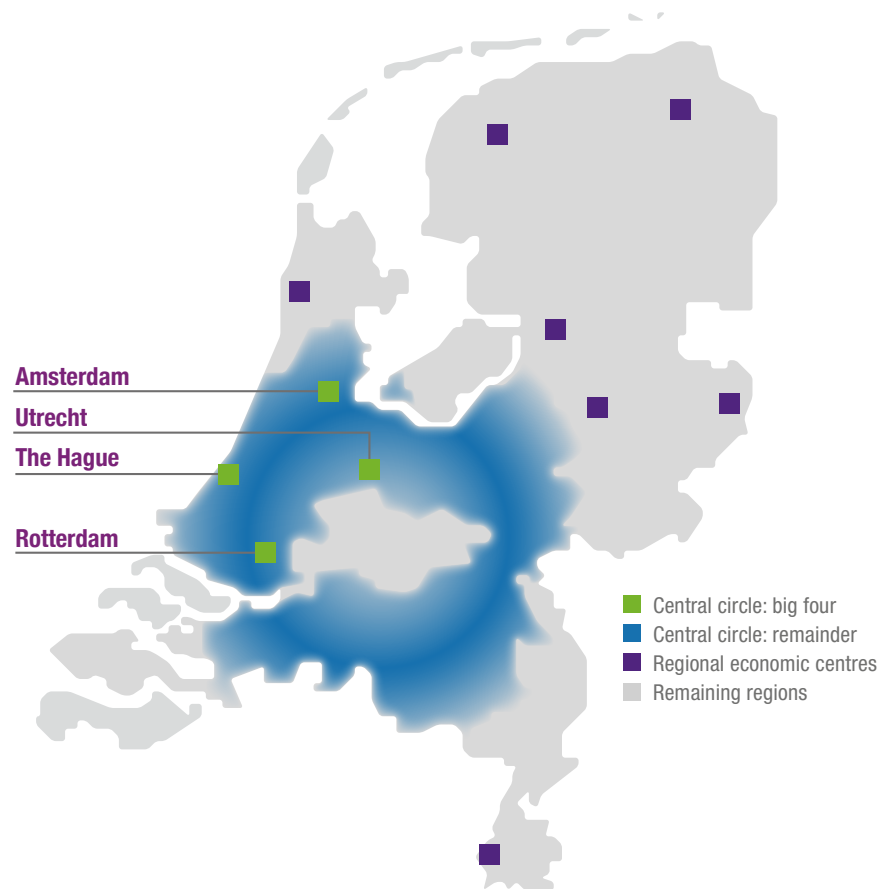 Amsterdam
Utrecht
The Hague
Rotterdam
Central circle: big four
Central circle: remainder
Regional economic centres
Remaining regions